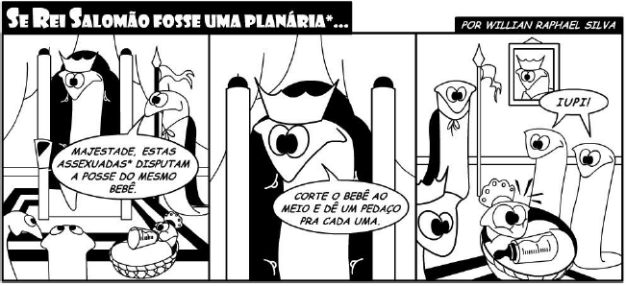 SE REI SALOMÃO FOSSE UMA PLANÁRIA*...
POR WILLIAN RAPHAEL SILVA
MAJESTADE, ESTAS
ASSEXUADAS* DISPUTAM
A POSSE DO MESMO
BEBÊ.
CORTE O BEBÊ AO
MEIO E DÊ UM PEDAÇO
PRA CADA UMA.
IUPI!